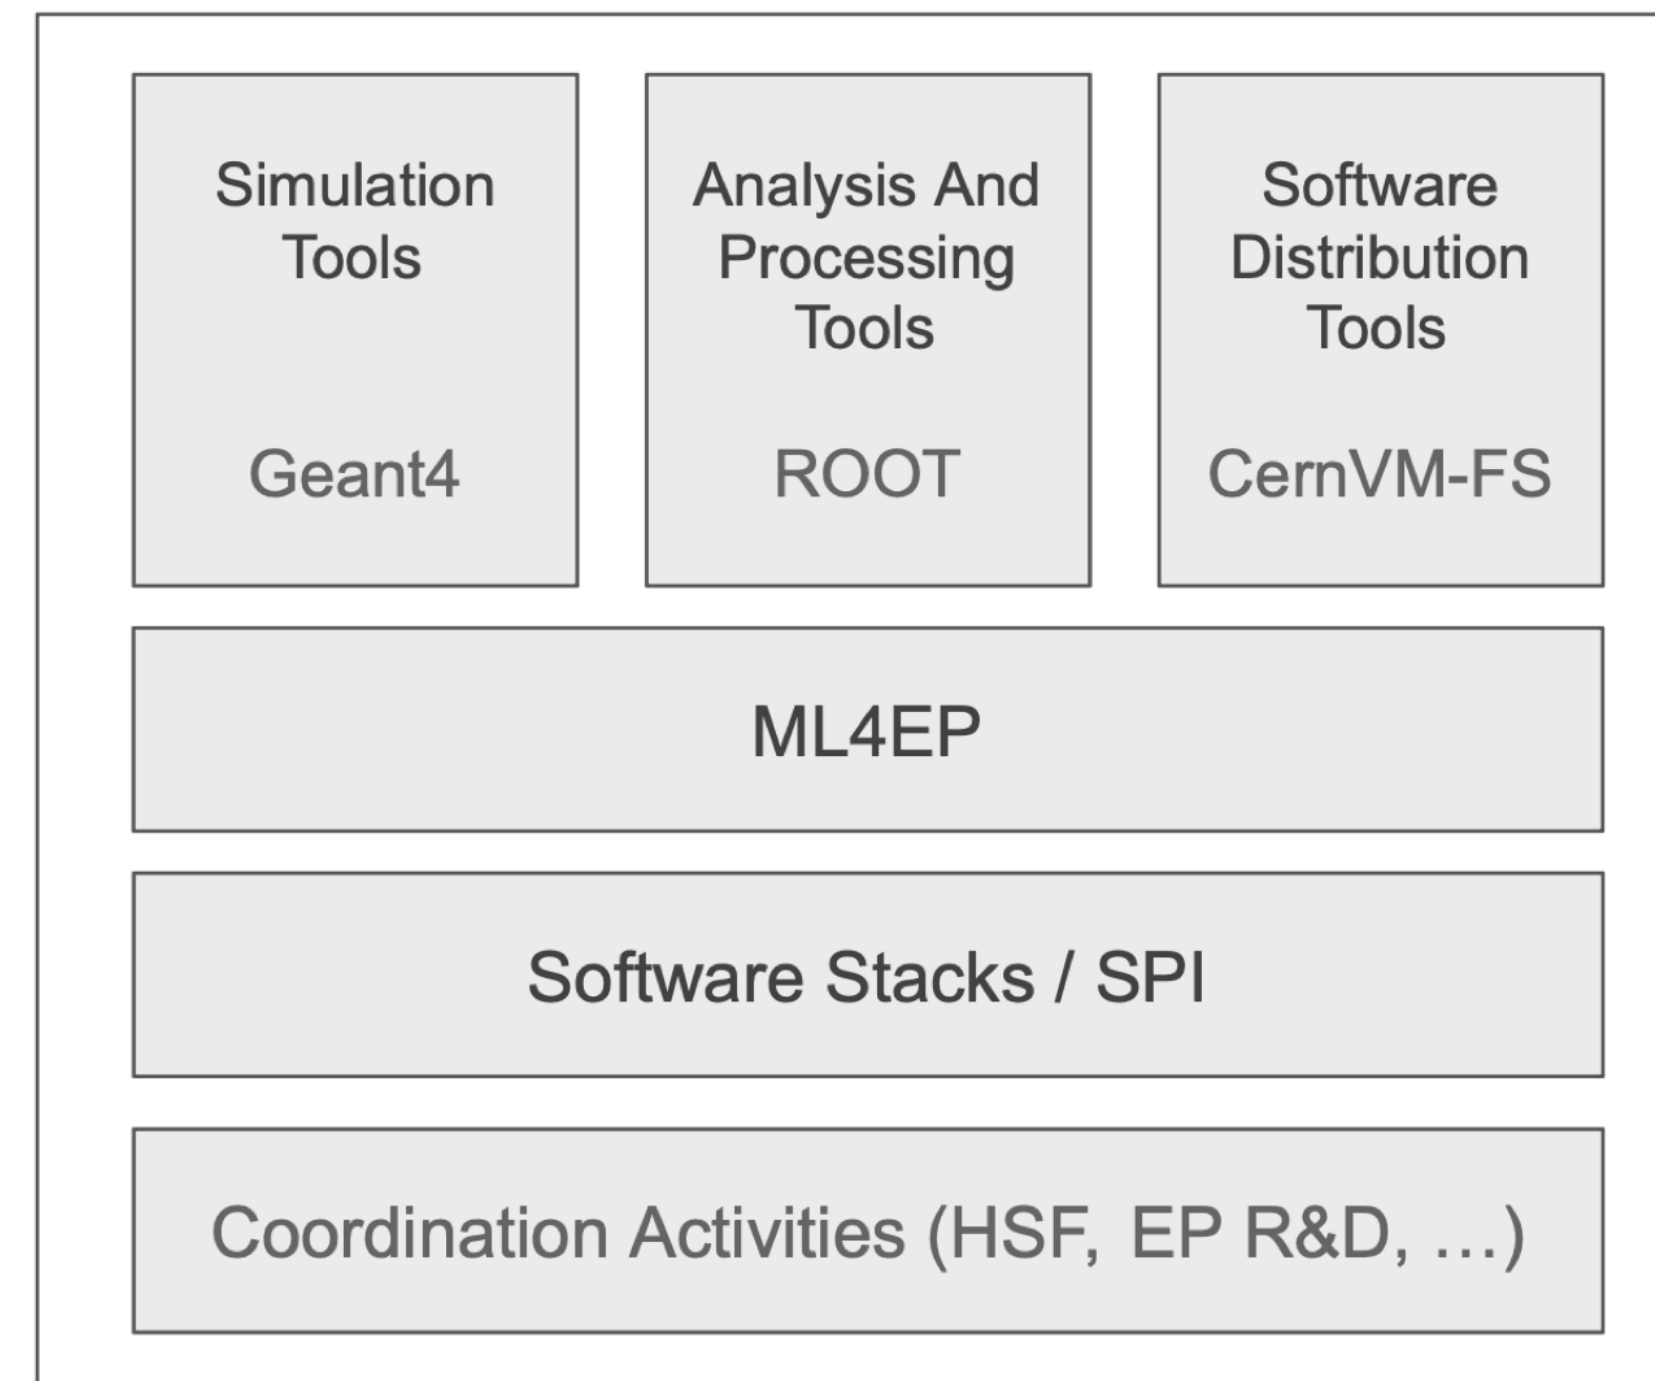 Simulation
Tools
Geant4
Analysis And
Processing
Tools
ROOT
Software
Distribution
Tools
CernVM-FS
ML4EP
Software Stacks / SPI
Coordination Activities (HSF, EP R&D, …)